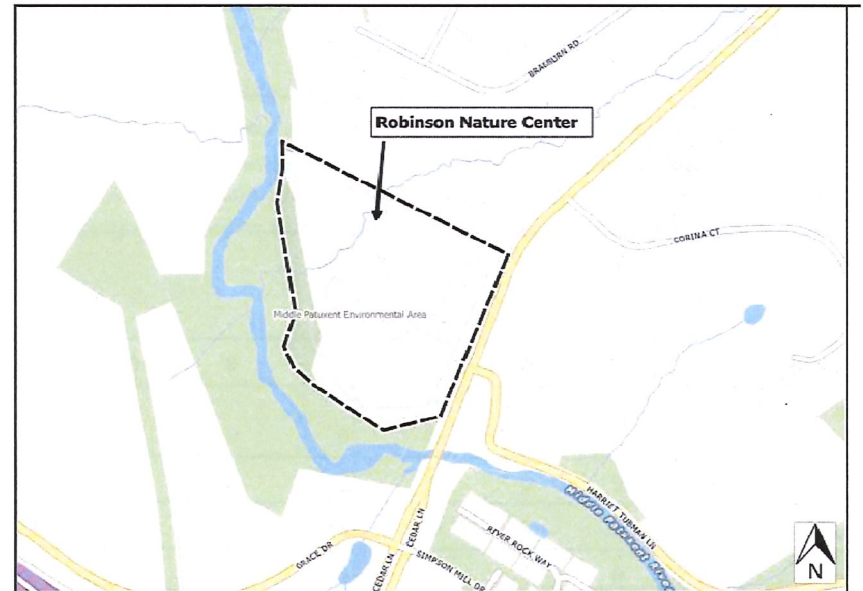 BRAEBURN RD
Robinson Nature Center
CORINA CT
Middle Patuxent Environmental Area
HARRIET TUBMAN LN
CEDAR LN
RIVER ROCK WAY
GRACE DR
CEDAR LN
SIMPSON MILL DR
N